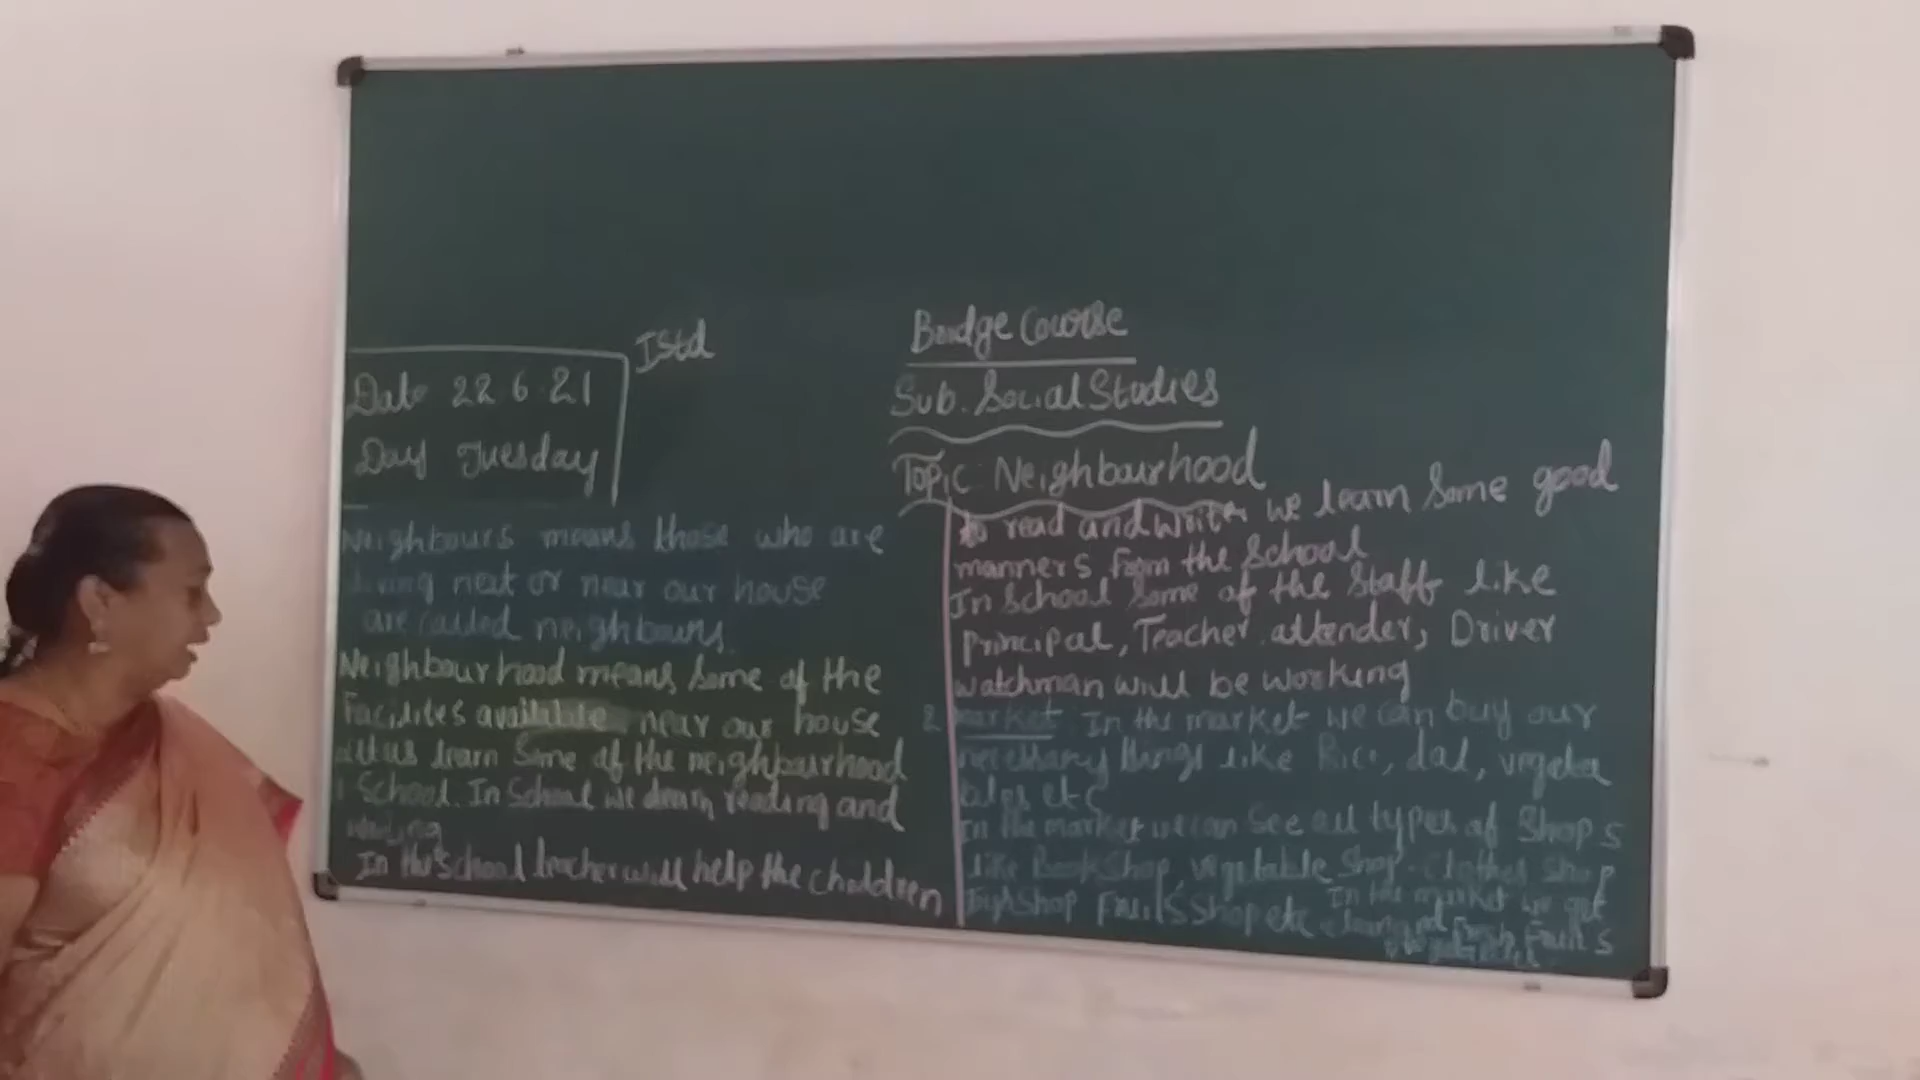 Bridge Course
IStd
Sub. Social Studies
Date 22 6 21
Day Tuesday
Topic: Neighbourhood
Neighbours means those who are
living next or near our house
are called neighbours.
Neighbourhood means some of the
Facilites available near our house
let us learn some of the neighbourhood
1 School. In School we learn reading and
writing
In the school teacher will help the children
to read and write we learn some good
manners from the school
In school some of the staff like
Principal, Teacher attender, Driver
watchman will be working
2 market. In the market we can buy our
necessary things like Rice, dal, vegeta
bles etc
In the market we can see all types of shops
like Book shop, vegetable shop. clothes shop
Toy shop Fruits shop etc
In the market we get
Fresh Fruits